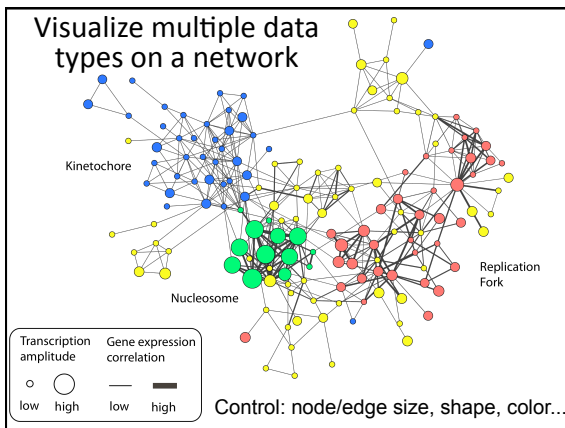 Visualize multiple data
types on a network
Kinetochore
Nucleosome
Replication
Fork
Transcription
amplitude
Gene expression
correlation
low
high
low
high
Control: node/edge size, shape, color...